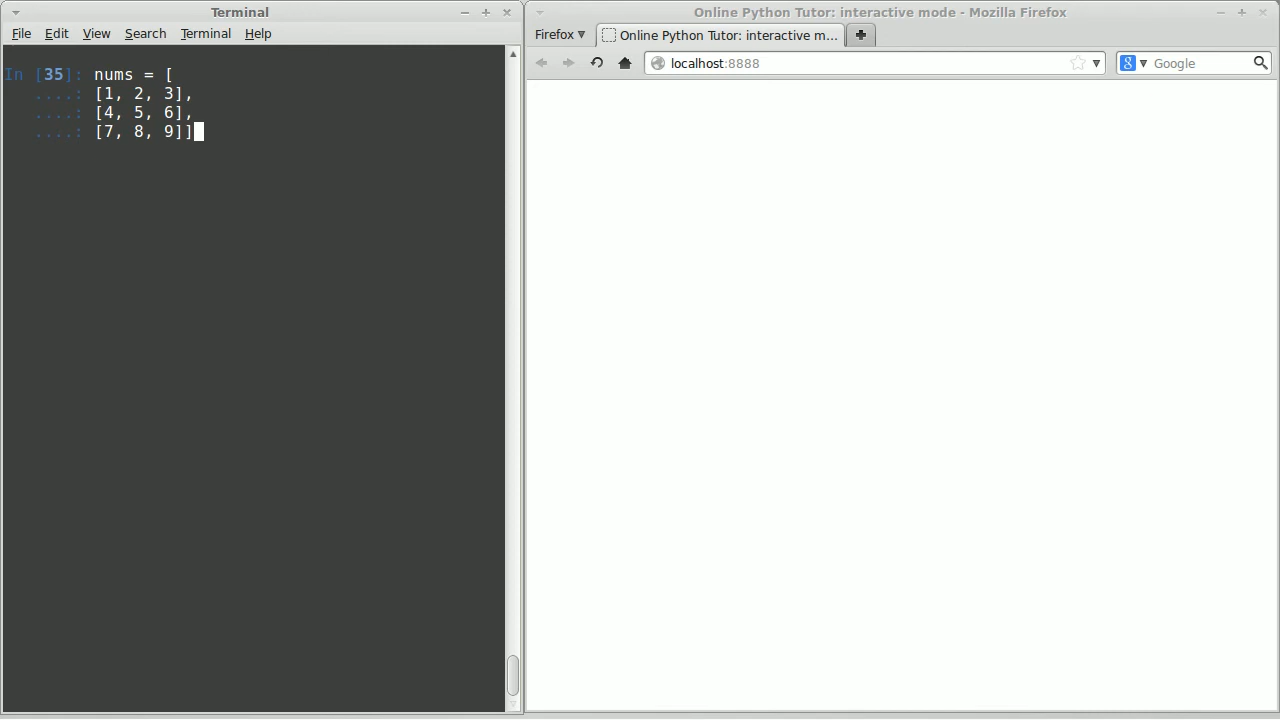 Terminal
File Edit View Search Terminal Help
In [35]: nums = [
....: [1, 2, 3],
....: [4, 5, 6],
....: [7, 8, 9]]
Online Python Tutor: interactive mode - Mozilla Firefox
Firefox Online Python Tutor: interactive m...
localhost:8888 Google